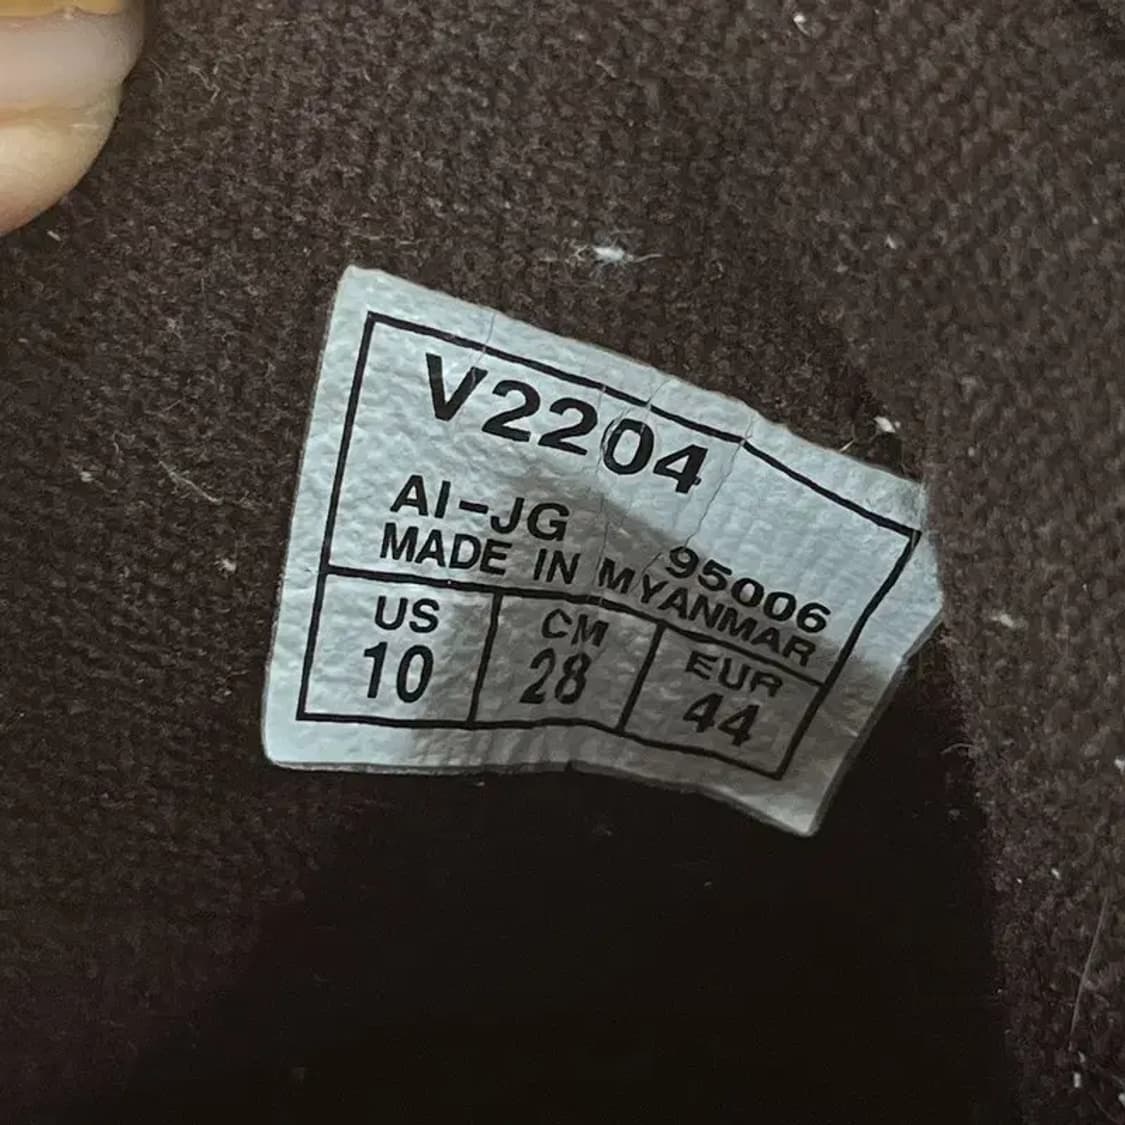 V2204
AI-JG 95006
MADE IN MYANMAR
US CM EUR
10 28 44